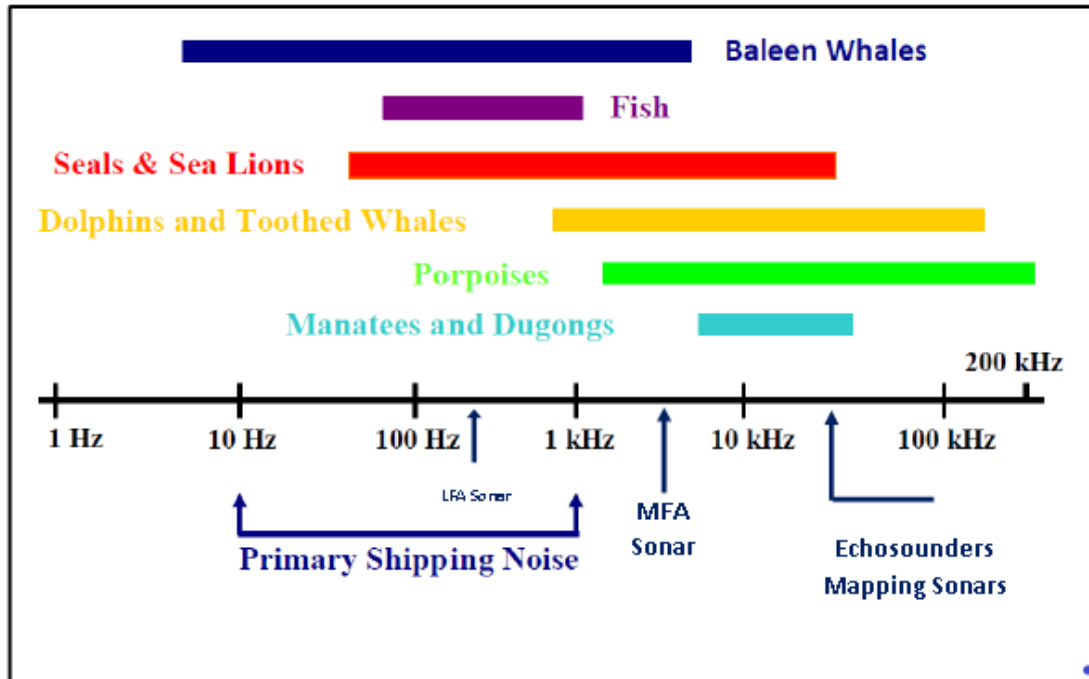 Baleen Whales
Fish
Seals & Sea Lions
Dolphins and Toothed Whales
Porpoises
Manatees and Dugongs
200 kHz
1 Hz 10 Hz 100 Hz 1 kHz 10 kHz 100 kHz
LFA Sonar
MFA
Sonar
Primary Shipping Noise
Echosounders
Mapping Sonars